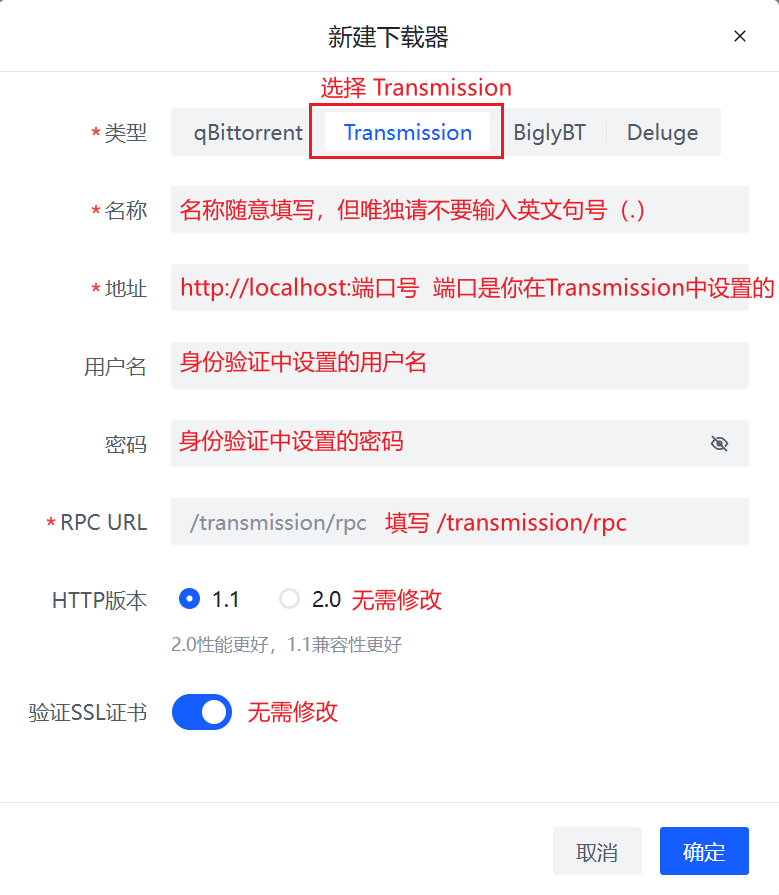 新建下载器
选择 Transmission
*类型 qBittorrent Transmission BiglyBT Deluge
*名称 名称随意填写，但唯独请不要输入英文句号（.）
*地址 http://localhost:端口号 端口是你在Transmission中设置的
用户名 身份验证中设置的用户名
密码 身份验证中设置的密码
*RPC URL /transmission/rpc 填写 /transmission/rpc
HTTP版本 1.1 2.0 无需修改
2.0性能更好，1.1兼容性更好
验证SSL证书 无需修改
取消 确定